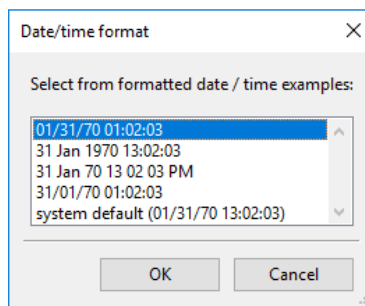 Date/time format
Select from formatted date / time examples:
01/31/70 01:02:03
31 Jan 1970 13:02:03
31 Jan 70 13 02 03 PM
31/01/70 01:02:03
system default (01/31/70 13:02:03)
OK Cancel